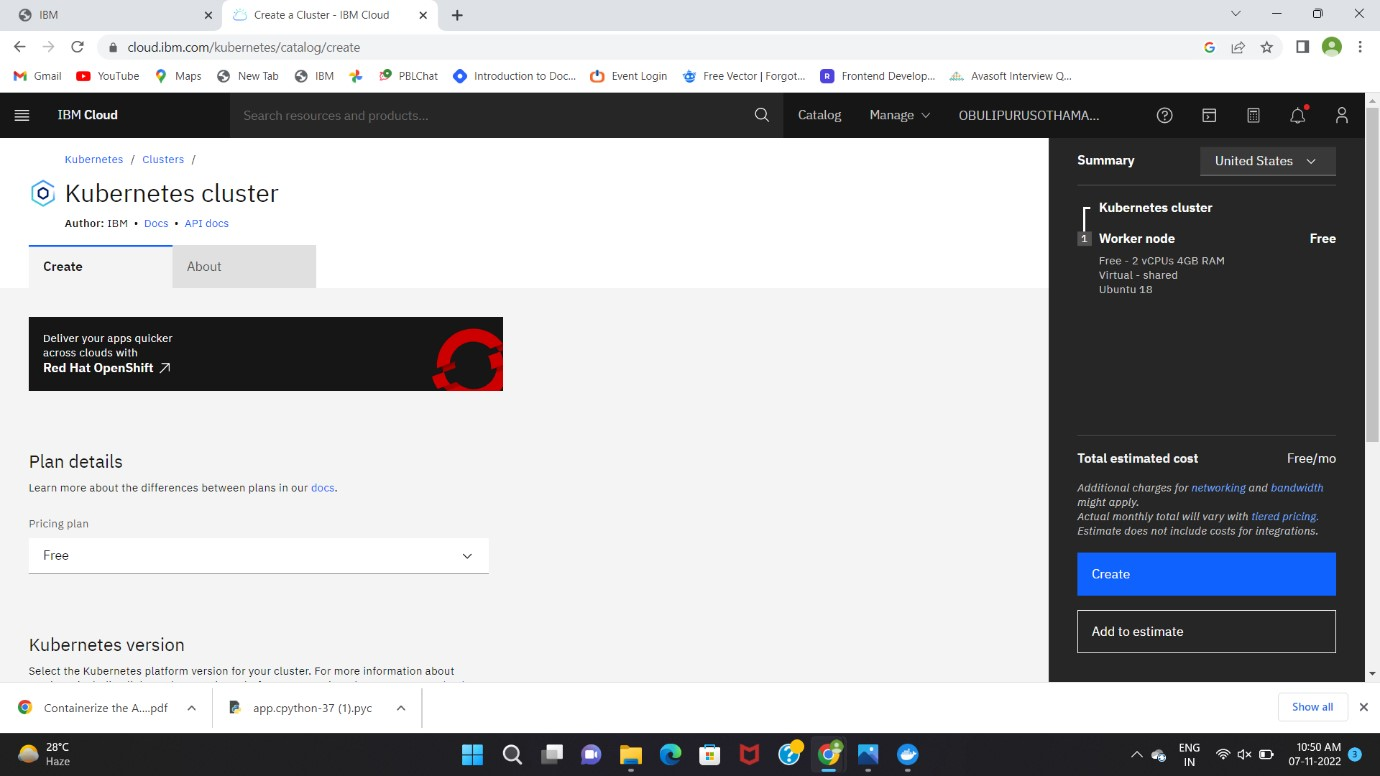 IBM
Create a Cluster - IBM Cloud
cloud.ibm.com/kubernetes/catalog/create
Gmail
YouTube
Maps
New Tab
IBM
PBLChat
Introduction to Doc...
Event Login
Free Vector | Forgot...
R
Frontend Develop...
Avasoft Interview Q...
IBM Cloud
Search resources and products...
Catalog
Manage
OBULIPURUSOTHAMA...
Kubernetes / Clusters /
Kubernetes cluster
Author: IBM • Docs • API docs
Create
About
Deliver your apps quicker
across clouds with
Red Hat OpenShift
Plan details
Learn more about the differences between plans in our docs.
Pricing plan
Free
Kubernetes version
Select the Kubernetes platform version for your cluster. For more information about
Summary
United States
Kubernetes cluster
1 Worker node Free
Free - 2 vCPUs 4GB RAM
Virtual - shared
Ubuntu 18
Total estimated cost Free/mo
Additional charges for networking and bandwidth
might apply.
Actual monthly total will vary with tiered pricing.
Estimate does not include costs for integrations.
Create
Add to estimate
Containerize the A....pdf
app.cpython-37 (1).pyc
Show all
28°C
Haze
ENG
IN
10:50 AM
07-11-2022
3